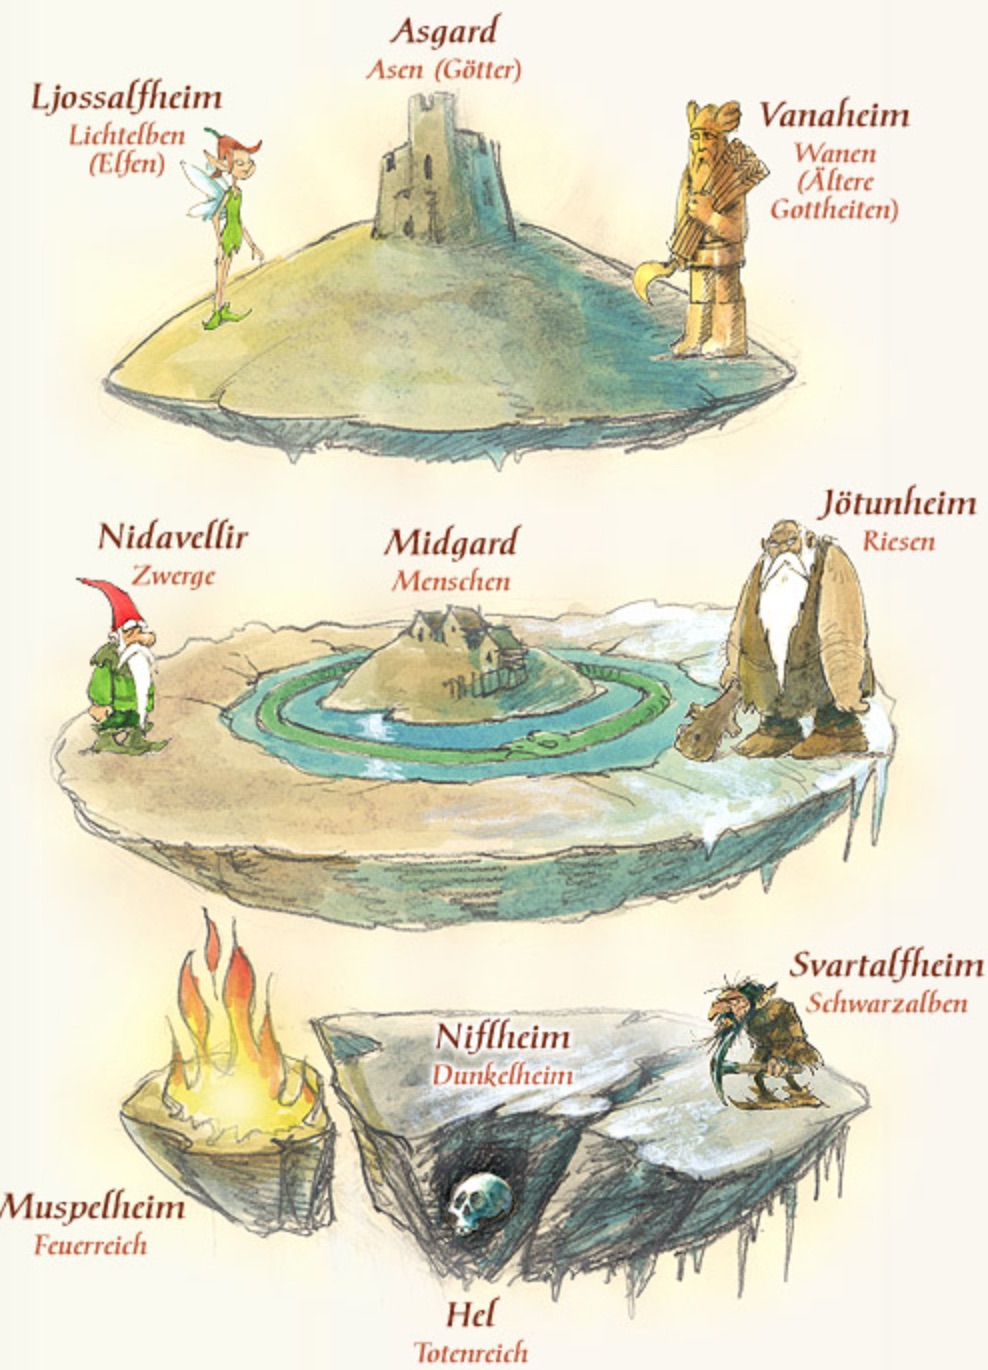 Asgard
Asen (Götter)
Ljossalfheim
Lichtelben
(Elfen)
Vanaheim
Wanen
(Ältere
Gottheiten)
Nidavellir
Zwerge
Midgard
Menschen
Jötunheim
Riesen
Svartalfheim
Schwarzalben
Niflheim
Dunkelheim
Muspelheim
Feuerreich
Hel
Totenreich